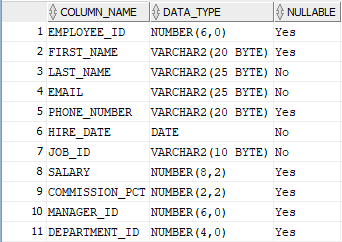 COLUMN_NAME DATA_TYPE NULLABLE
1 EMPLOYEE_ID NUMBER(6,0) Yes
2 FIRST_NAME VARCHAR2(20 BYTE) Yes
3 LAST_NAME VARCHAR2(25 BYTE) No
4 EMAIL VARCHAR2(25 BYTE) No
5 PHONE_NUMBER VARCHAR2(20 BYTE) Yes
6 HIRE_DATE DATE No
7 JOB_ID VARCHAR2(10 BYTE) No
8 SALARY NUMBER(8,2) Yes
9 COMMISSION_PCT NUMBER(2,2) Yes
10 MANAGER_ID NUMBER(6,0) Yes
11 DEPARTMENT_ID NUMBER(4,0) Yes